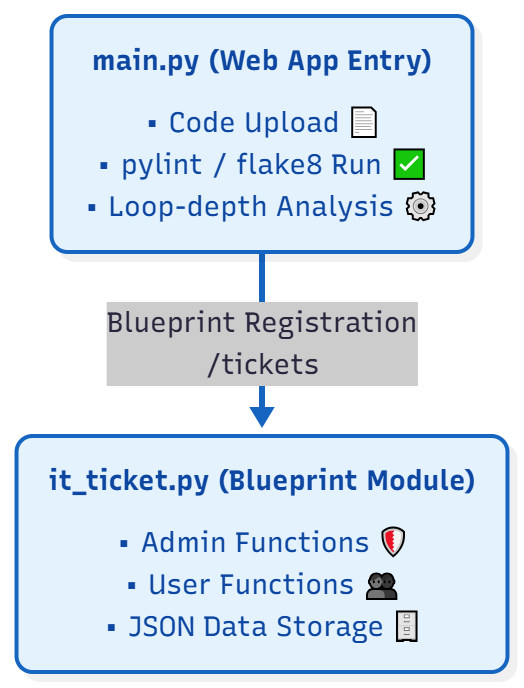 main.py (Web App Entry)
▪ Code Upload 📄
▪ pylint / flake8 Run ✅
▪ Loop-depth Analysis ⚙️
Blueprint Registration
/tickets
it_ticket.py (Blueprint Module)
▪ Admin Functions 🛡️
▪ User Functions 👥
▪ JSON Data Storage 🗄️